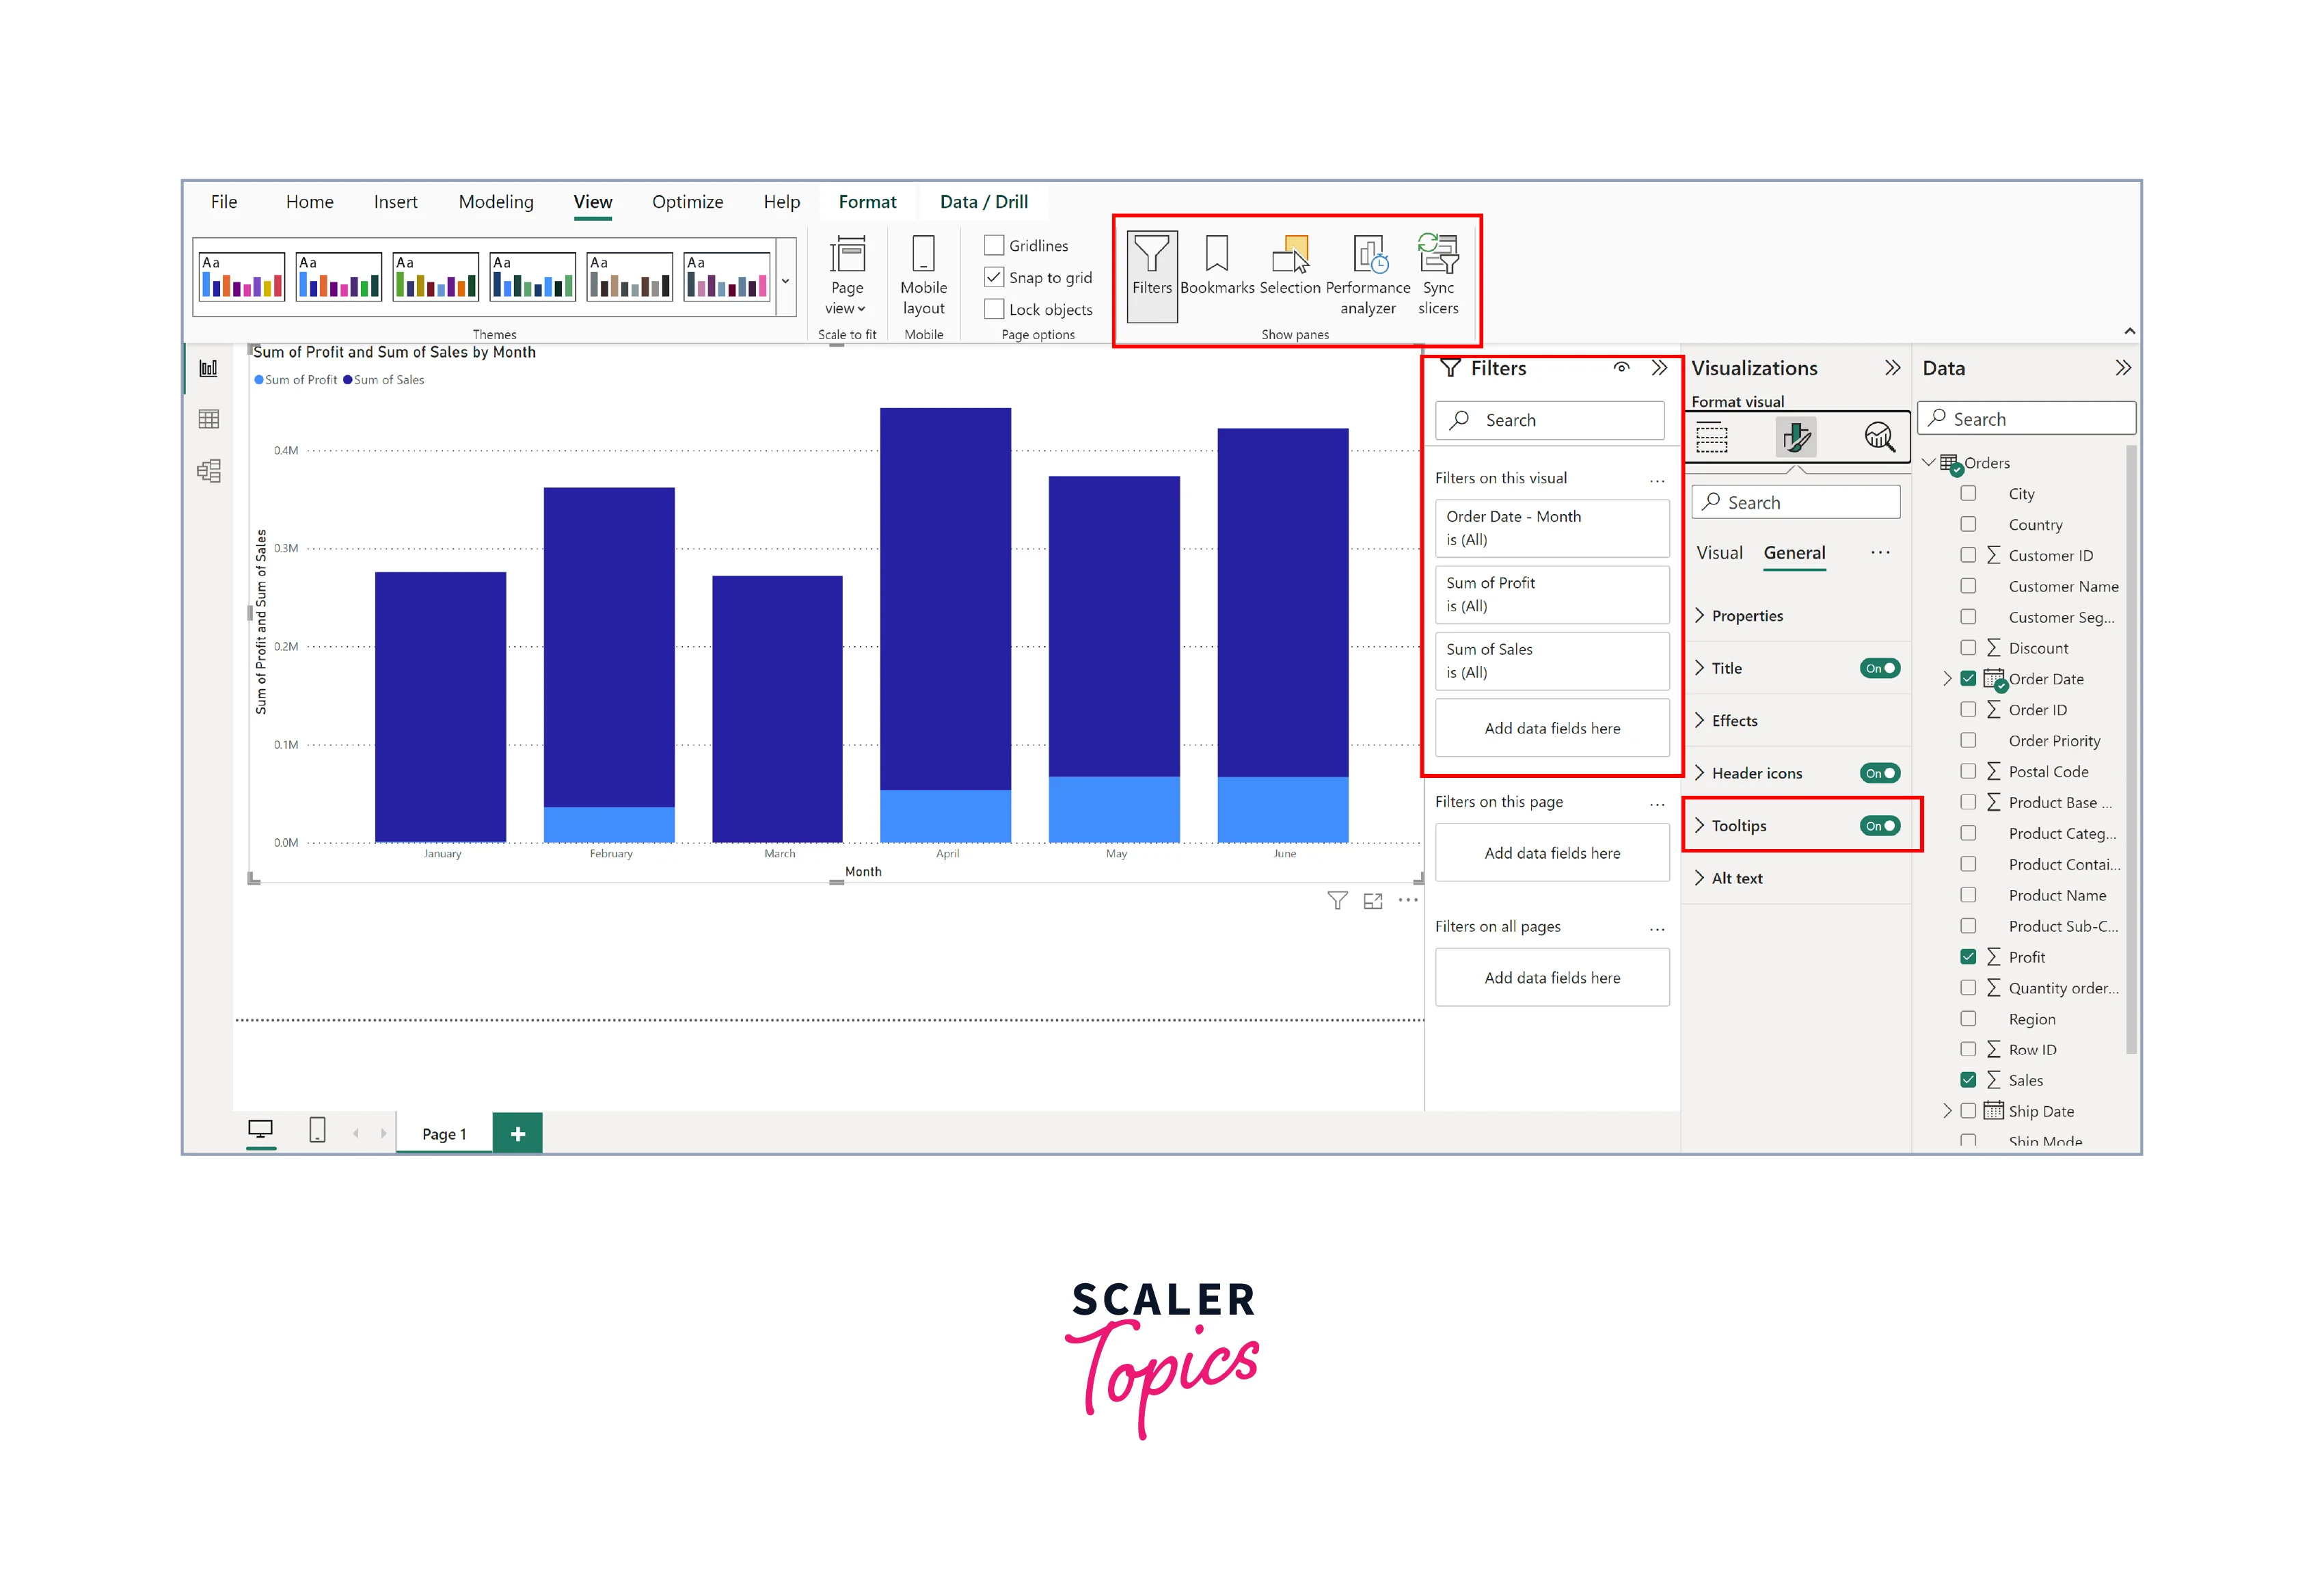 File Home Insert Modeling View Optimize Help Format Data / Drill
Aa Aa Aa Aa Aa Aa
Themes
Page view
Scale to fit
Mobile layout
Mobile
Gridlines
Snap to grid
Lock objects
Page options
Filters Bookmarks Selection Performance analyzer Sync slicers
Show panes
Sum of Profit and Sum of Sales by Month
Sum of Profit Sum of Sales
Sum of Profit and Sum of Sales
0.4M
0.3M
0.2M
0.1M
0.0M
January February March April May June
Month
Filters
Search
Filters on this visual
Order Date - Month
is (All)
Sum of Profit
is (All)
Sum of Sales
is (All)
Add data fields here
Filters on this page
Add data fields here
Filters on all pages
Add data fields here
Visualizations
Format visual
Search
Visual General
Properties
Title On
Effects
Header icons On
Tooltips On
Alt text
Data
Search
Orders
City
Country
Customer ID
Customer Name
Customer Seg...
Discount
Order Date
Order ID
Order Priority
Postal Code
Product Base ...
Product Categ...
Product Contai...
Product Name
Product Sub-C...
Profit
Quantity order...
Region
Row ID
Sales
Ship Date
Ship Mode
Page 1
SCALER
Topics